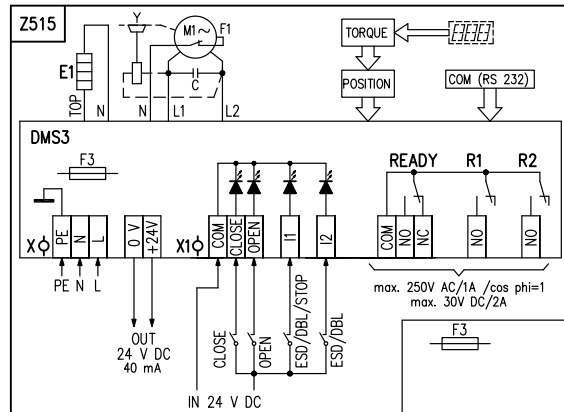 Z515
Y
M1~
F1
E1
C
TOP
N
N
L1
L2
TORQUE
POSITION
COM (RS 232)
DMS3
F3
READY
R1
R2
X
PE
N
L
0 V
+24V
X1
COM
CLOSE
OPEN
I1
I2
COM
NO
NC
NO
NO
PE N L
OUT
24 V DC
40 mA
CLOSE
OPEN
ESD/DBL/STOP
ESD/DBL
IN 24 V DC
max. 250V AC/1A /cos phi=1
max. 30V DC/2A
F3